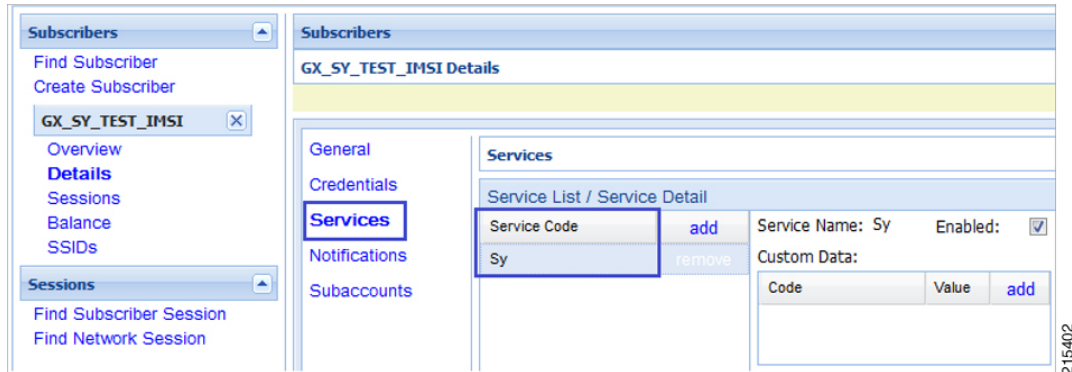 Subscribers
Find Subscriber
Create Subscriber
GX_SY_TEST_IMSI
Overview
Details
Sessions
Balance
SSIDs
Sessions
Find Subscriber Session
Find Network Session
Subscribers
GX_SY_TEST_IMSI Details
General
Credentials
Services
Notifications
Subaccounts
Services
Service List / Service Detail
Service Code add
Sy remove
Service Name: Sy Enabled:
Custom Data:
Code Value add
215402